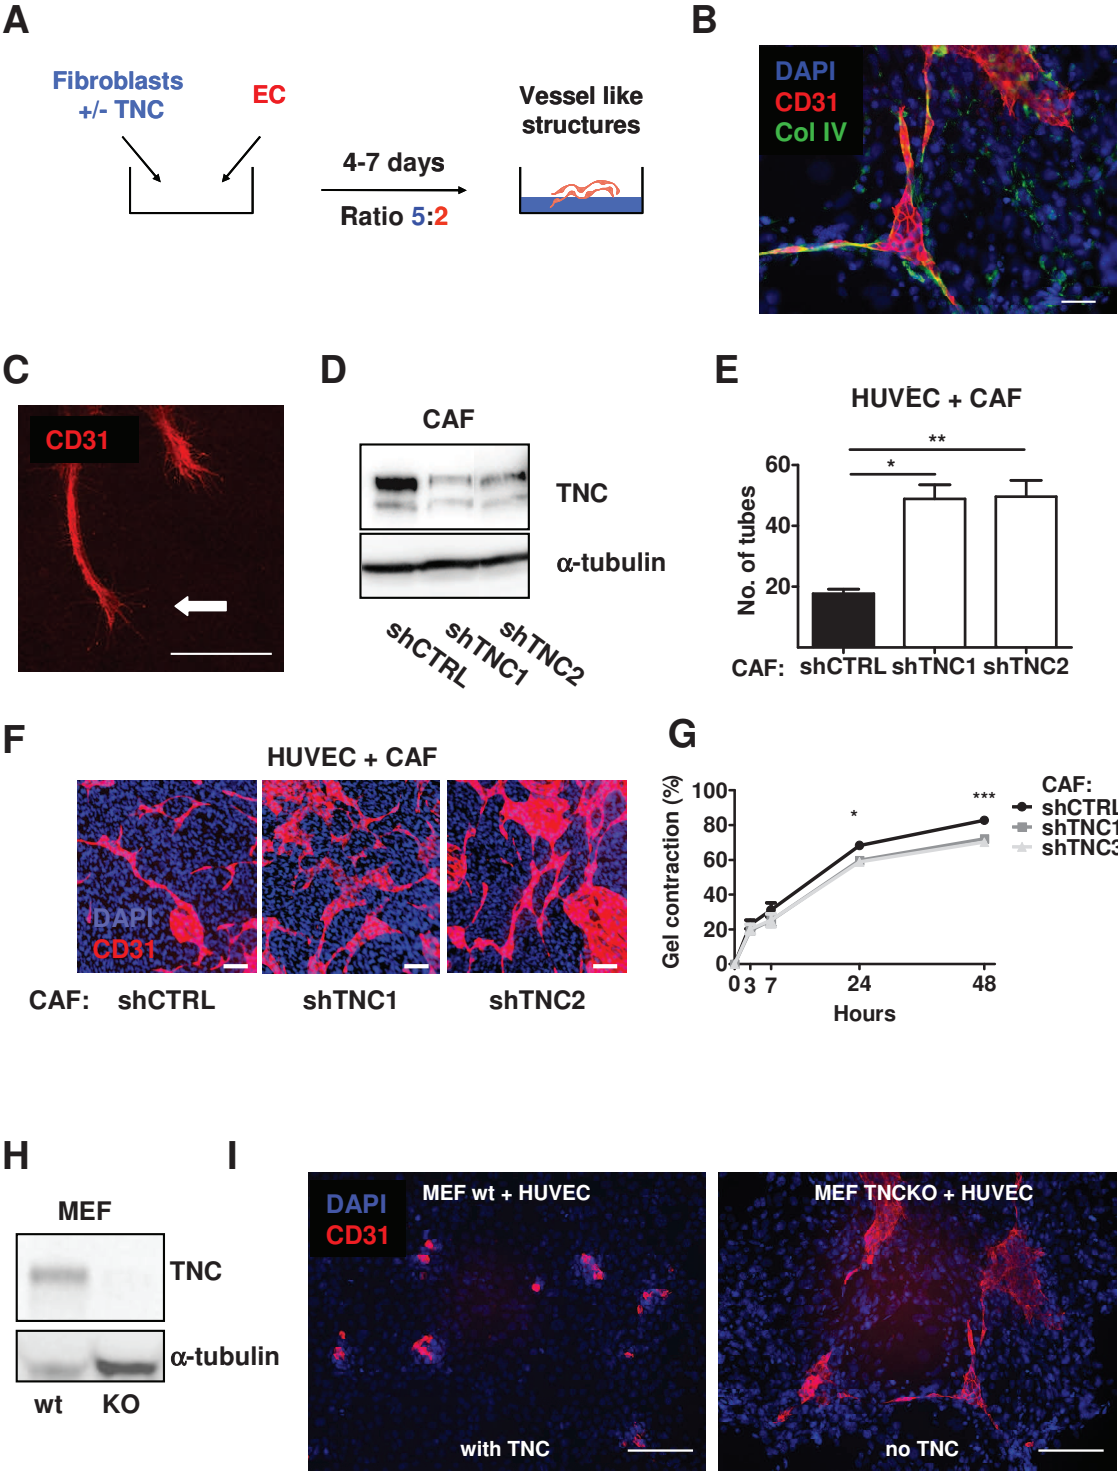 A
Fibroblasts
+/- TNC
EC
4-7 days
Ratio 5:2
Vessel like
structures
B
DAPI
CD31
Col IV
C
CD31
D
CAF
TNC
α-tubulin
shCTRL
shTNC1
shTNC2
E
HUVEC + CAF
**
*
No. of tubes
60
40
20
CAF: shCTRL shTNC1 shTNC2
F
HUVEC + CAF
DAPI
CD31
CAF: shCTRL shTNC1 shTNC2
G
Gel contraction (%)
100
80
60
40
20
0
*
***
0 3 7 24 48
Hours
CAF:
shCTRL
shTNC1
shTNC3
H
MEF
TNC
α-tubulin
wt KO
I
DAPI
CD31
MEF wt + HUVEC
with TNC
MEF TNCKO + HUVEC
no TNC